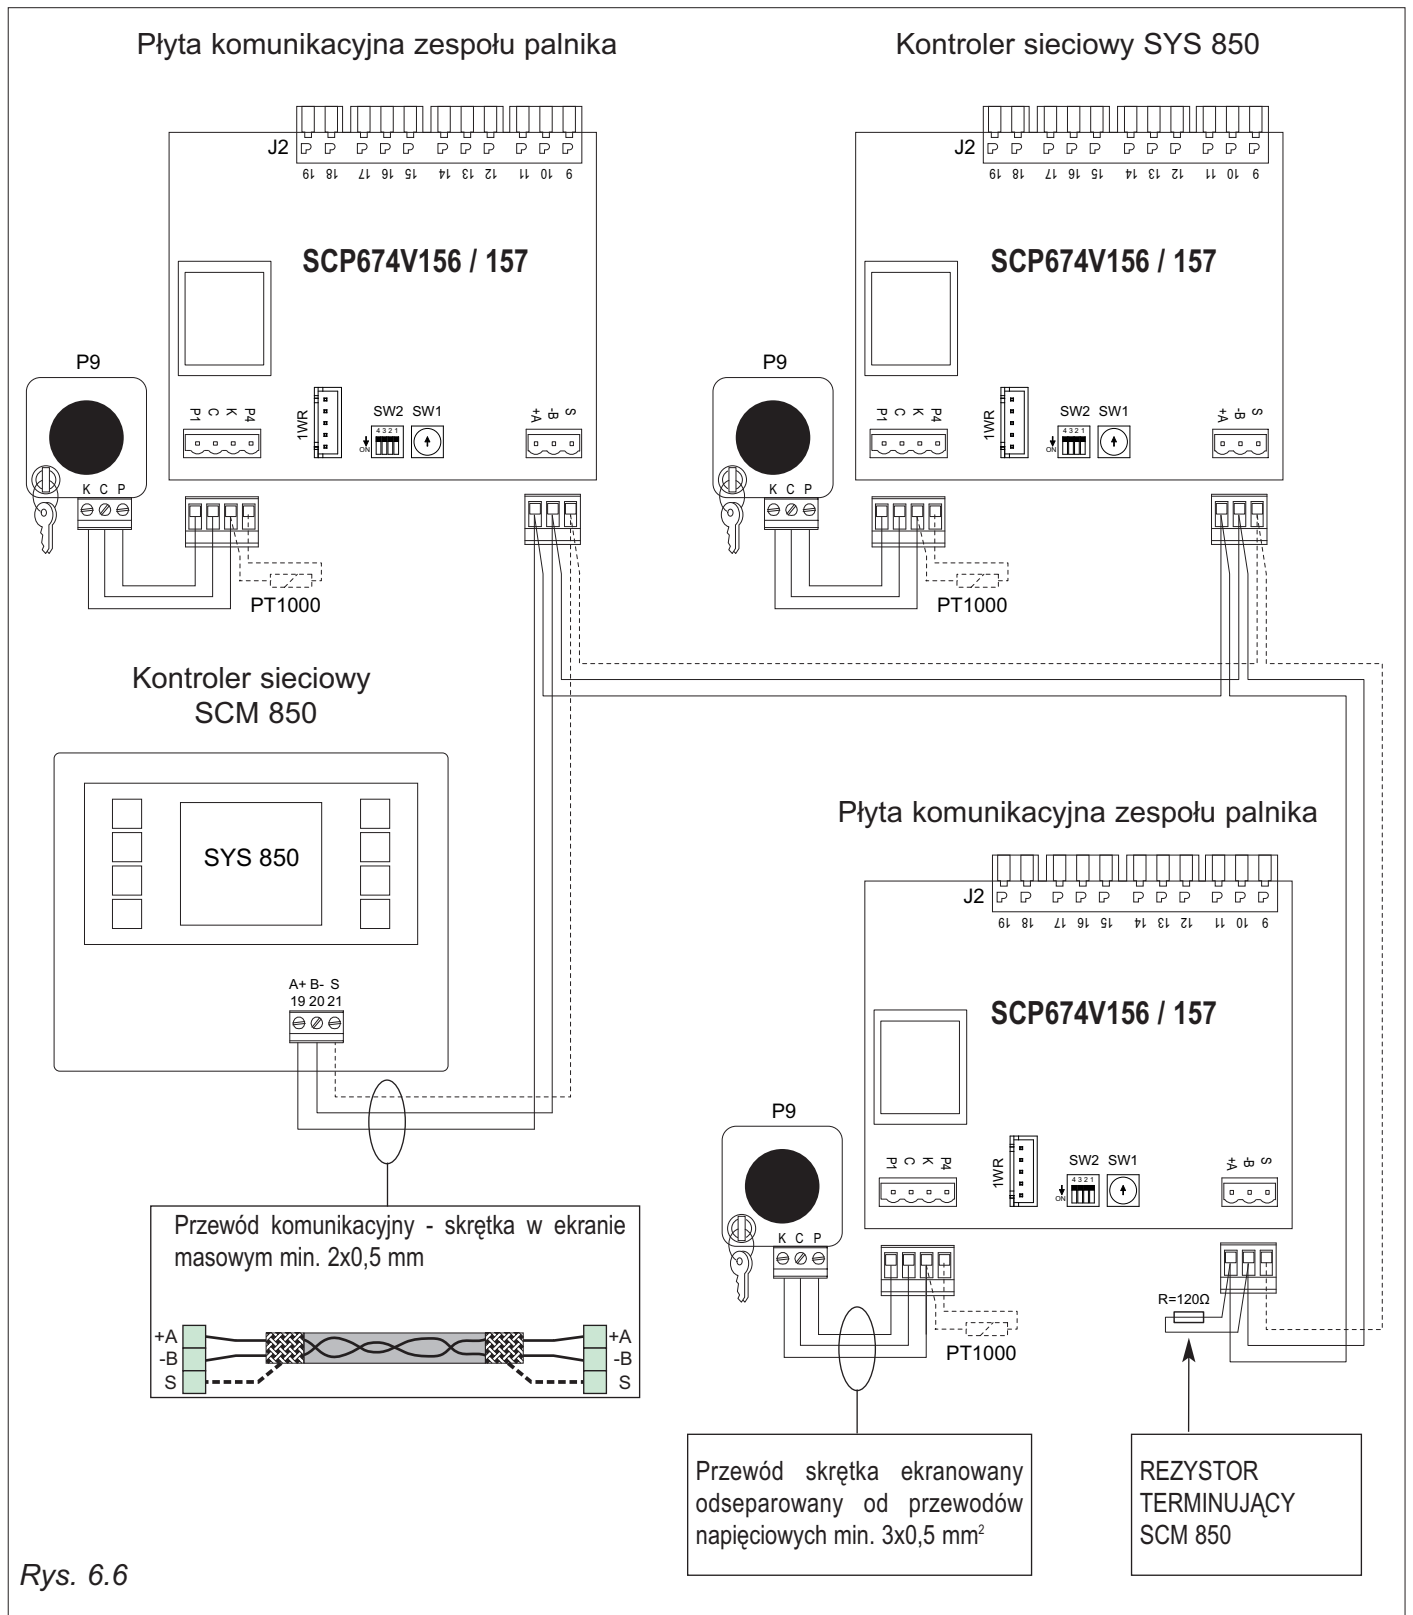 Płyta komunikacyjna zespołu palnika
J2
19 18 17 16 15 14 13 12 11 10 9
SCP674V156 / 157
P9
P1 C K P4
1WR
SW2 SW1
4 3 2 1
ON
+A -B S
K C P
PT1000
Kontroler sieciowy SYS 850
J2
19 18 17 16 15 14 13 12 11 10 9
SCP674V156 / 157
P9
P1 C K P4
1WR
SW2 SW1
4 3 2 1
ON
+A -B S
K C P
PT1000
Kontroler sieciowy
SCM 850
SYS 850
A+ B- S
19 20 21
Płyta komunikacyjna zespołu palnika
J2
19 18 17 16 15 14 13 12 11 10 9
SCP674V156 / 157
P9
P1 C K P4
1WR
SW2 SW1
4 3 2 1
ON
+A -B S
K C P
PT1000
R=120Ω
Przewód komunikacyjny - skrętka w ekranie
masowym min. 2x0,5 mm
+A +A
-B -B
S S
Przewód skrętka ekranowany
odseparowany od przewodów
napięciowych min. 3x0,5 mm²
REZYSTOR
TERMINUJĄCY
SCM 850
Rys. 6.6